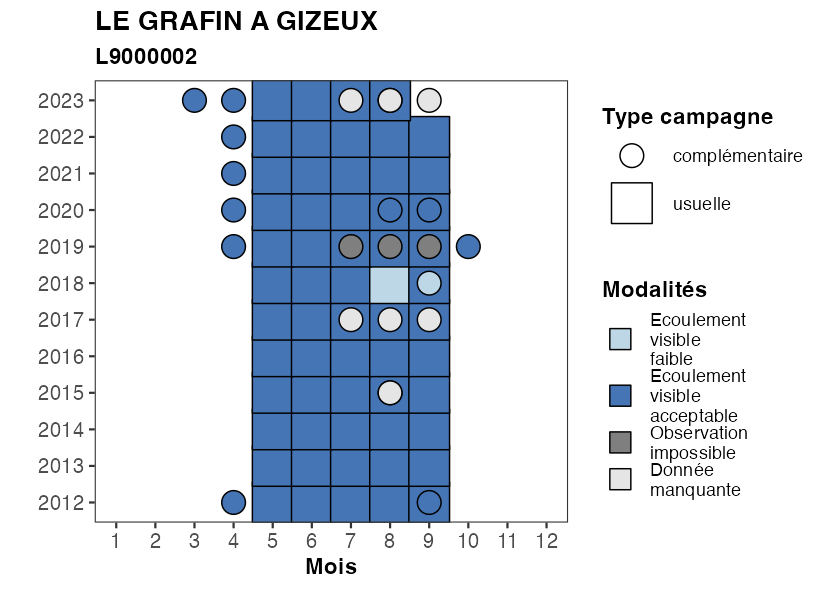 LE GRAFIN A GIZEUX
L9000002
2023
2022
2021
2020
2019
2018
2017
2016
2015
2014
2013
2012
1 2 3 4 5 6 7 8 9 10 11 12
Mois
Type campagne
complémentaire
usuelle
Modalités
Ecoulement
visible
faible
Ecoulement
visible
acceptable
Observation
impossible
Donnée
manquante